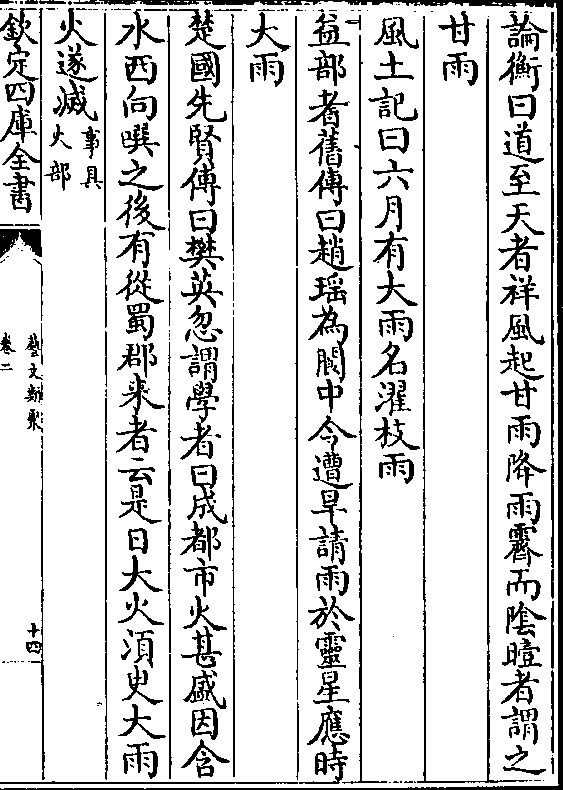 論衡曰道至天者祥風起甘雨降雨霽而陰曀者謂之
甘雨
風土記曰六月有大雨名濯枝雨
益部耆舊傳曰趙瑶為閬中令遭旱請雨於靈星應時
大雨
楚國先賢傳曰樊英忽謂學者曰成都市火甚盛因含
水西向噀之後有從蜀郡来者云是日大火湏臾大雨
火遂滅事具
火部
欽定四庫全書
藝文類聚
卷二
十四